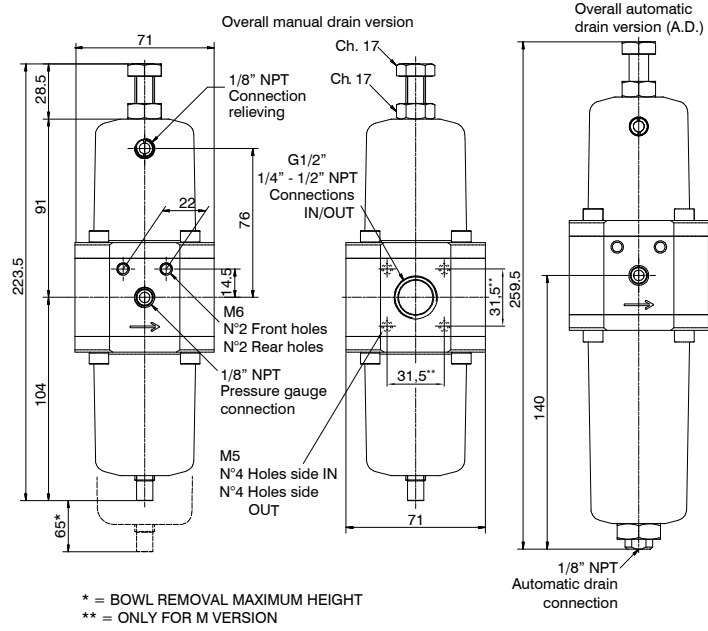 Overall manual drain version
Overall automatic
drain version (A.D.)
71
Ch. 17
Ch. 17
1/8” NPT
Connection
relieving
28.5
G1/2”
1/4” - 1/2” NPT
Connections
IN/OUT
91
22
76
223.5
14.5
259.5
31,5**
M6
N°2 Front holes
N°2 Rear holes
1/8” NPT
Pressure gauge
connection
31,5**
104
140
M5
N°4 Holes side IN
N°4 Holes side
OUT
65*
71
1/8” NPT
Automatic drain
connection
* = BOWL REMOVAL MAXIMUM HEIGHT
** = ONLY FOR M VERSION